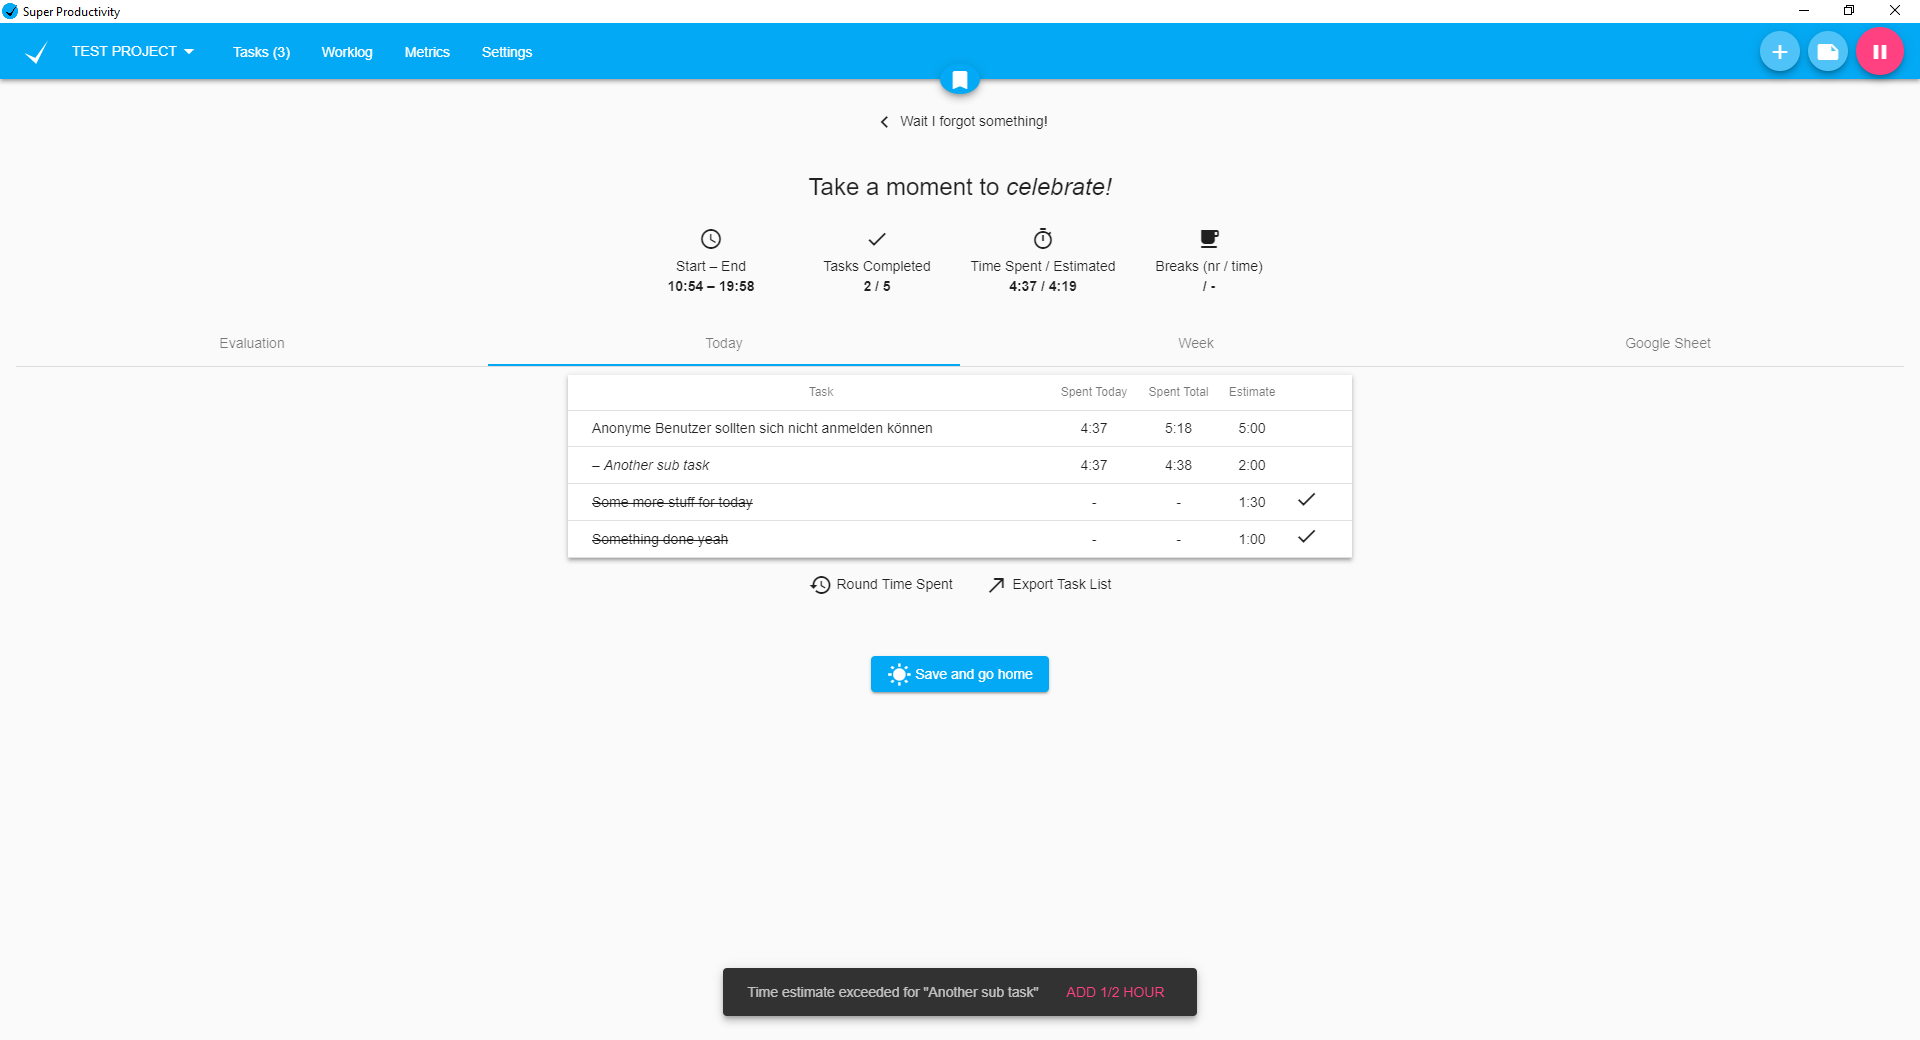 Super Productivity
TEST PROJECT Tasks (3) Worklog Metrics Settings
Wait I forgot something!
Take a moment to celebrate!
Start – End Tasks Completed Time Spent / Estimated Breaks (nr / time)
10:54 – 19:58 2 / 5 4:37 / 4:19 / -
Evaluation Today Week Google Sheet
Task Spent Today Spent Total Estimate
Anonyme Benutzer sollten sich nicht anmelden können 4:37 5:18 5:00
– Another sub task 4:37 4:38 2:00
Some more stuff for today - - 1:30
Something done yeah - - 1:00
Round Time Spent Export Task List
Save and go home
Time estimate exceeded for "Another sub task" ADD 1/2 HOUR